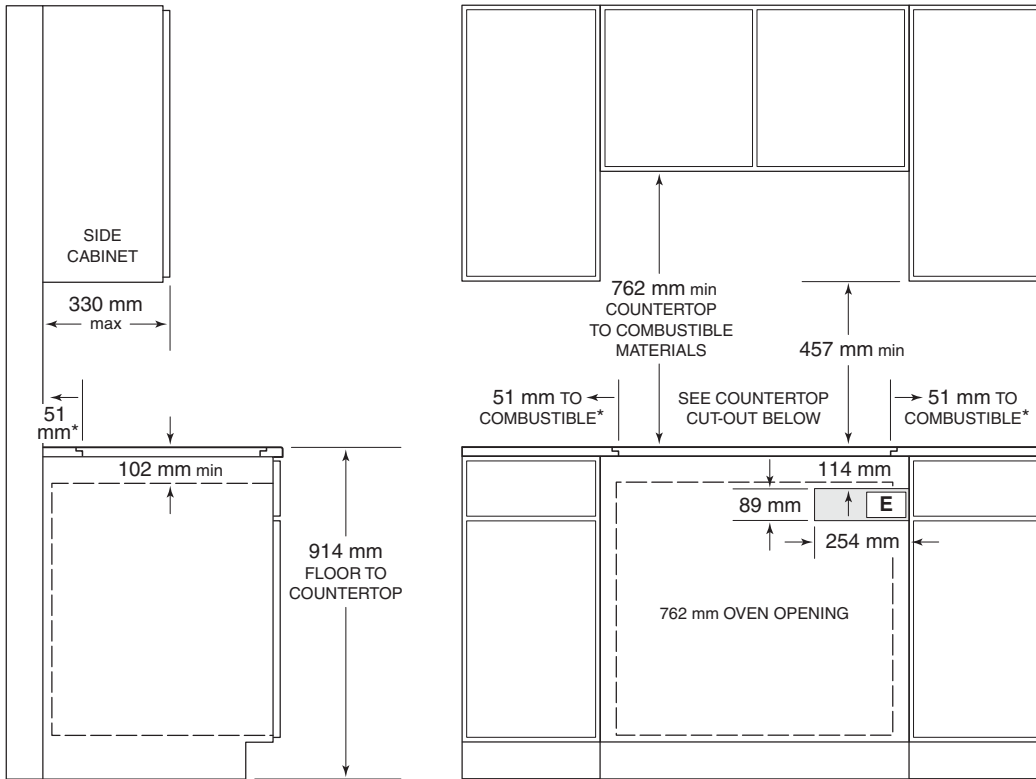 SIDE
CABINET
330 mm
max
51
mm*
102 mm min
914 mm
FLOOR TO
COUNTERTOP
762 mm min
COUNTERTOP
TO COMBUSTIBLE
MATERIALS
457 mm min
51 mm TO
COMBUSTIBLE*
SEE COUNTERTOP
CUT-OUT BELOW
51 mm TO
COMBUSTIBLE*
114 mm
89 mm
E
254 mm
762 mm OVEN OPENING